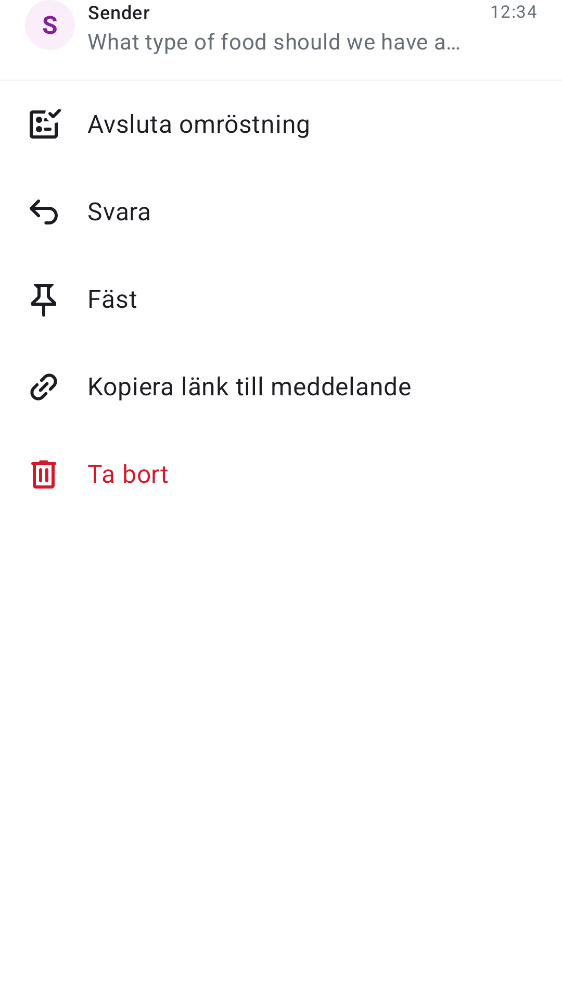 S
Sender
12:34
What type of food should we have a…
Avsluta omröstning
Svara
Fäst
Kopiera länk till meddelande
Ta bort